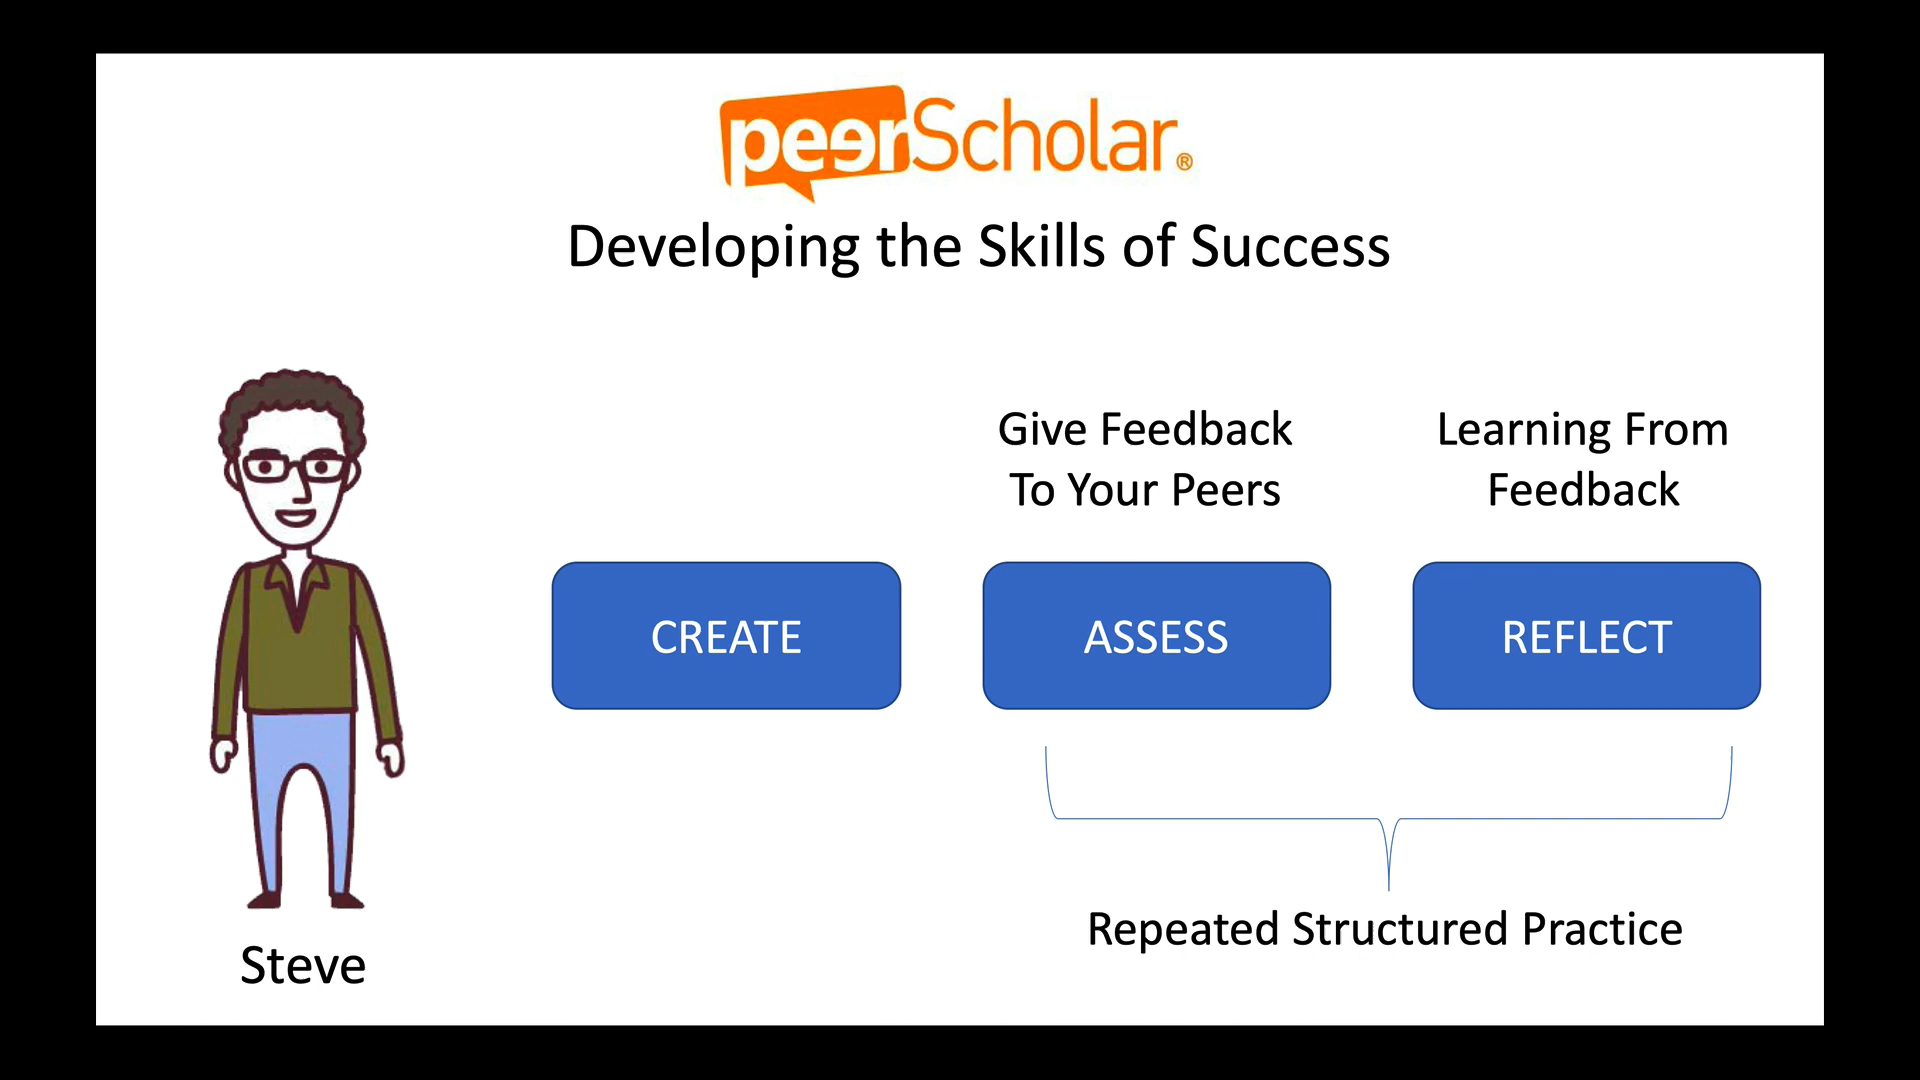 peerScholar®
Developing the Skills of Success
Give Feedback
To Your Peers
Learning From
Feedback
CREATE
ASSESS
REFLECT
Repeated Structured Practice
Steve